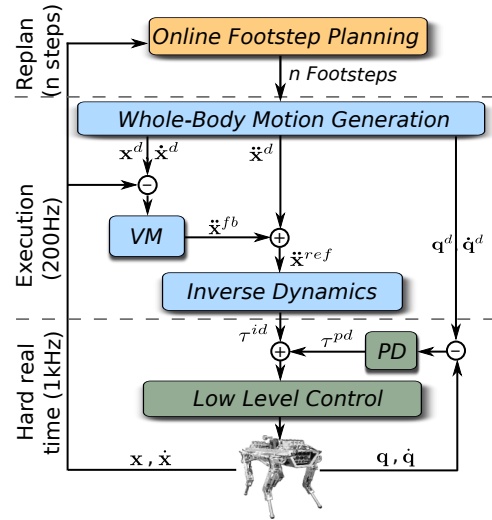 Replan
(n steps)
Online Footstep Planning
n Footsteps
Execution
(200Hz)
Whole-Body Motion Generation
x^d ẋ^d
ẍ^d
−
VM
ẍ^{fb}
+
ẍ^{ref}
q^d, q̇^d
Inverse Dynamics
Hard real
time (1kHz)
τ^{id}
τ^{pd}
+
PD
−
Low Level Control
x, ẋ
q, q̇